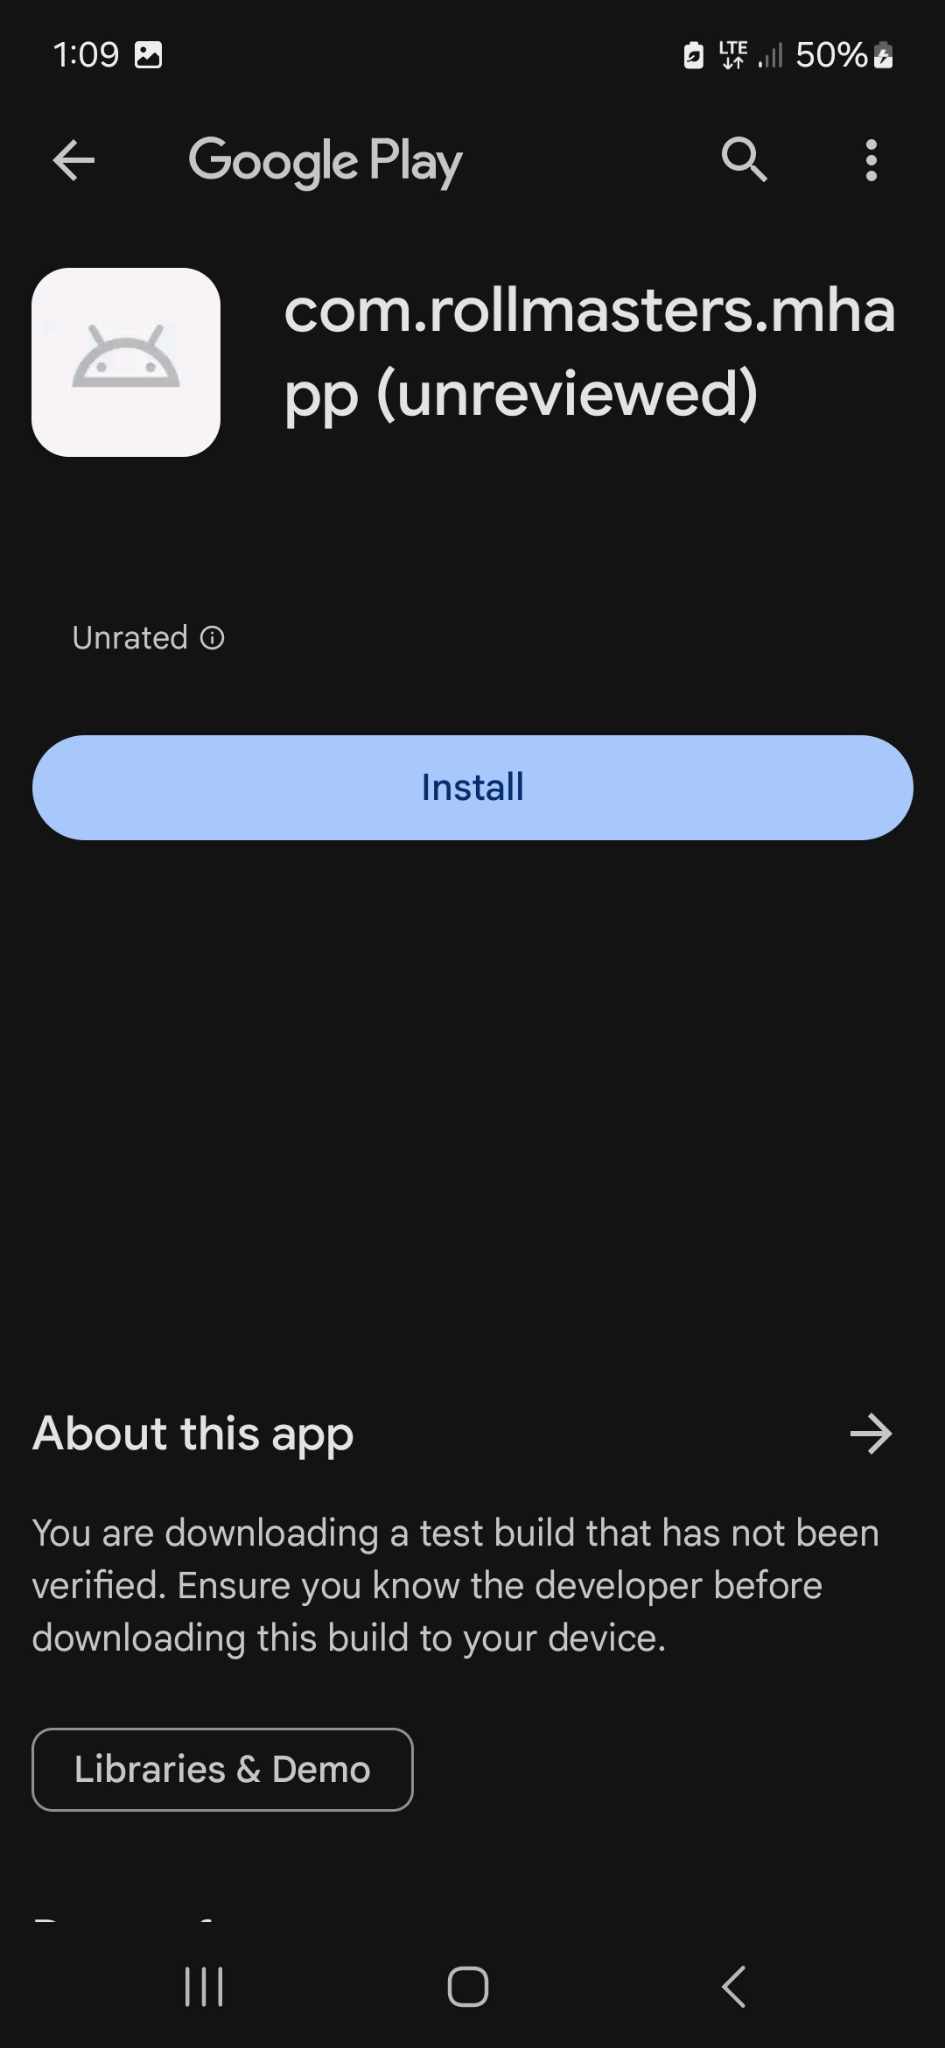 1:09
LTE 50%
Google Play
com.rollmasters.mha
pp (unreviewed)
Unrated
Install
About this app
You are downloading a test build that has not been
verified. Ensure you know the developer before
downloading this build to your device.
Libraries & Demo